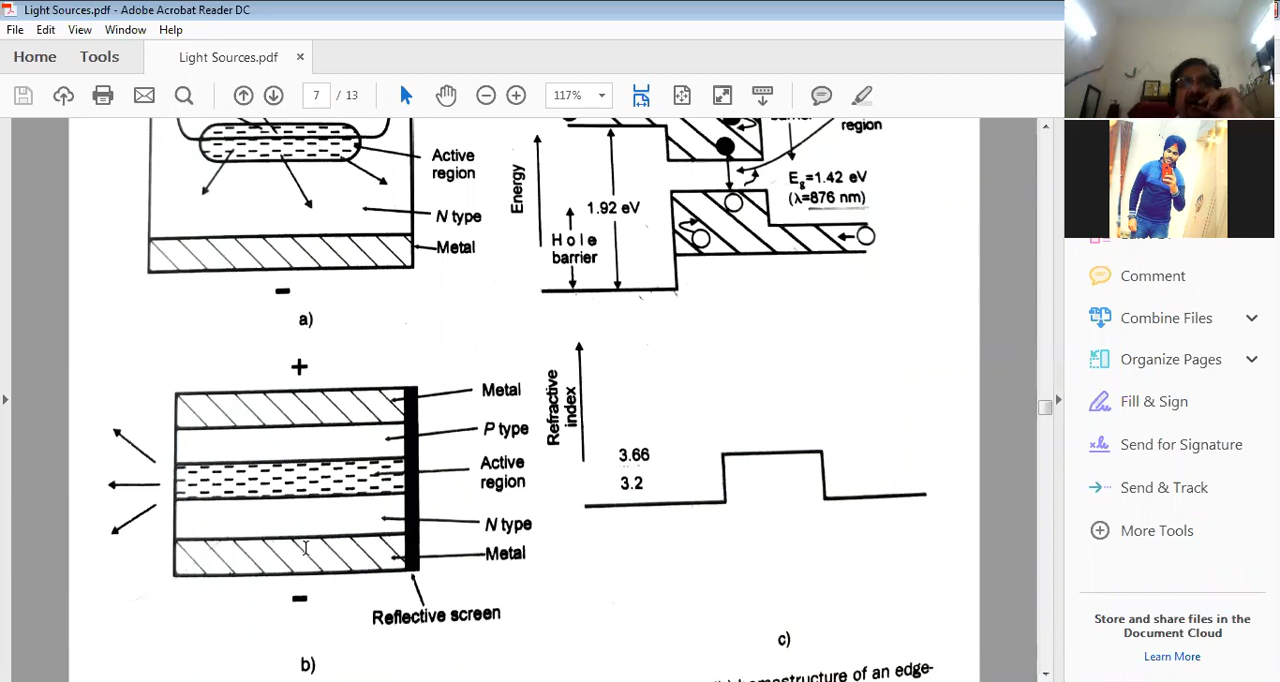 Light Sources.pdf - Adobe Acrobat Reader DC
File Edit View Window Help
Home Tools Light Sources.pdf ×
7 / 13 117%
Active
region
N type
Metal
−
a)
+
Metal
P type
Active
region
N type
Metal
−
Reflective screen
b)
region
Energy
1.92 eV
Hole
barrier
Eg=1.42 eV
(λ=876 nm)
Refractive
index
3.66
3.2
c)
of an edge-
Comment
Combine Files
Organize Pages
Fill & Sign
Send for Signature
Send & Track
More Tools
Store and share files in the
Document Cloud
Learn More